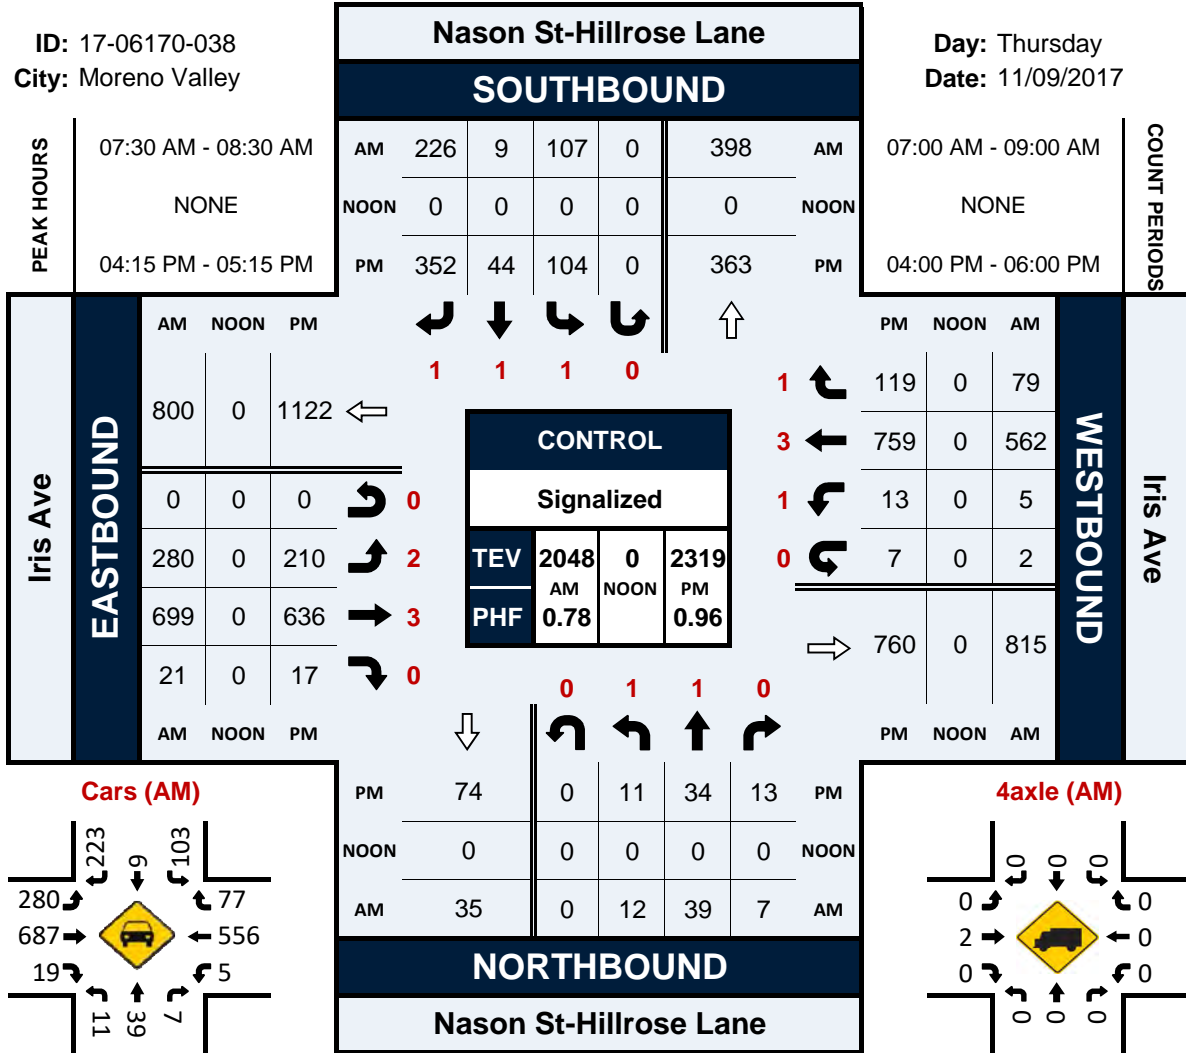 ID: 17-06170-038
City: Moreno Valley
Nason St-Hillrose Lane
SOUTHBOUND
Day: Thursday
Date: 11/09/2017
PEAK HOURS
07:30 AM - 08:30 AM
NONE
04:15 PM - 05:15 PM
AM 226 9 107 0 398 AM
NOON 0 0 0 0 0 NOON
PM 352 44 104 0 363 PM
07:00 AM - 09:00 AM
NONE
04:00 PM - 06:00 PM
COUNT PERIODS
1 1 1 0
Iris Ave
EASTBOUND
AM NOON PM
800 0 1122
0 0 0 0
280 0 210 2
699 0 636 3
21 0 17 0
AM NOON PM
CONTROL
Signalized
TEV 2048 0 2319
AM NOON PM
PHF 0.78 0.96
PM NOON AM
1 119 0 79
3 759 0 562
1 13 0 5
0 7 0 2
760 0 815
PM NOON AM
WESTBOUND
Iris Ave
0 1 1 0
PM 74 0 11 34 13 PM
NOON 0 0 0 0 0 NOON
AM 35 0 12 39 7 AM
NORTHBOUND
Nason St-Hillrose Lane
Cars (AM)
223 9 103
280 77
687 556
19 5
11 39 7
4axle (AM)
0 0 0
0 0
2 0
0 0
0 0 0